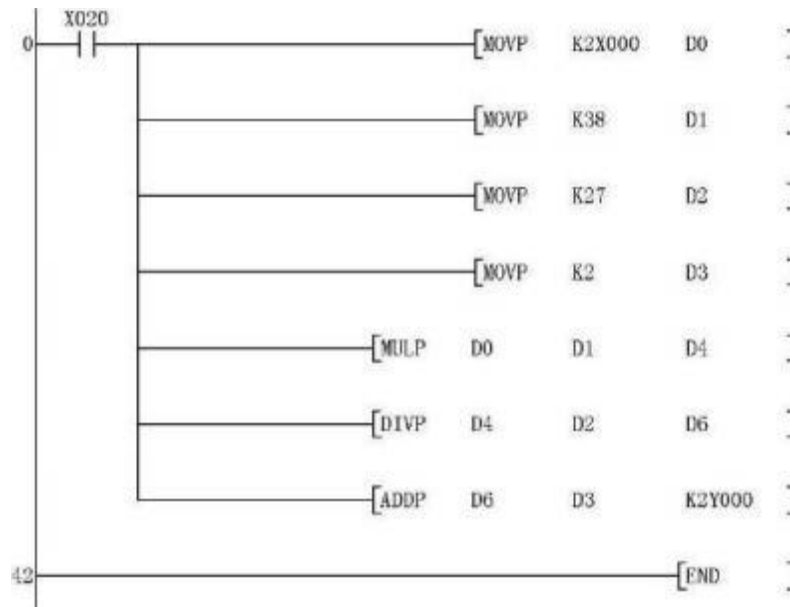 X020
0 [MOVP K2X000 D0 ]
[MOVP K38 D1 ]
[MOVP K27 D2 ]
[MOVP K2 D3 ]
[MULP D0 D1 D4 ]
[DIVP D4 D2 D6 ]
[ADDP D6 D3 K2Y000 ]
42 [END ]